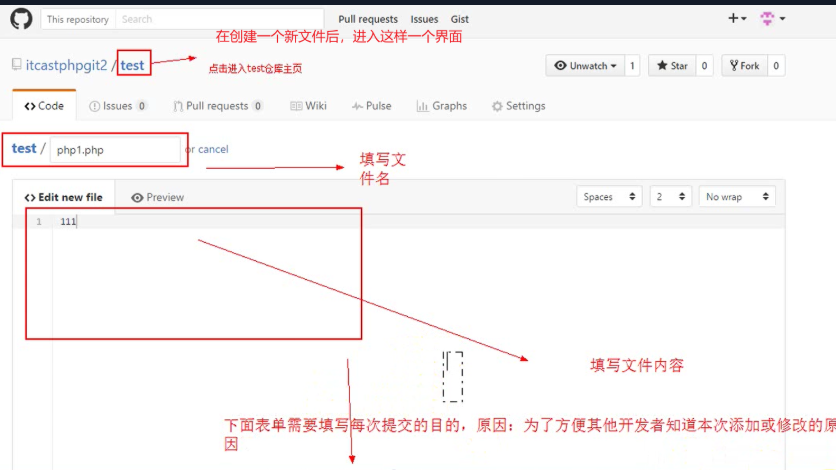 This repository Search Pull requests Issues Gist
在创建一个新文件后，进入这样一个界面
itcastphpgit2 / test
点击进入test仓库主页
Unwatch 1 Star 0 Fork 0
Code Issues 0 Pull requests 0 Wiki Pulse Graphs Settings
test / php1.php or cancel
填写文
件名
Edit new file Preview Spaces 2 No wrap
1 111
填写文件内容
下面表单需要填写每次提交的目的，原因：为了方便其他开发者知道本次添加或修改的原
因